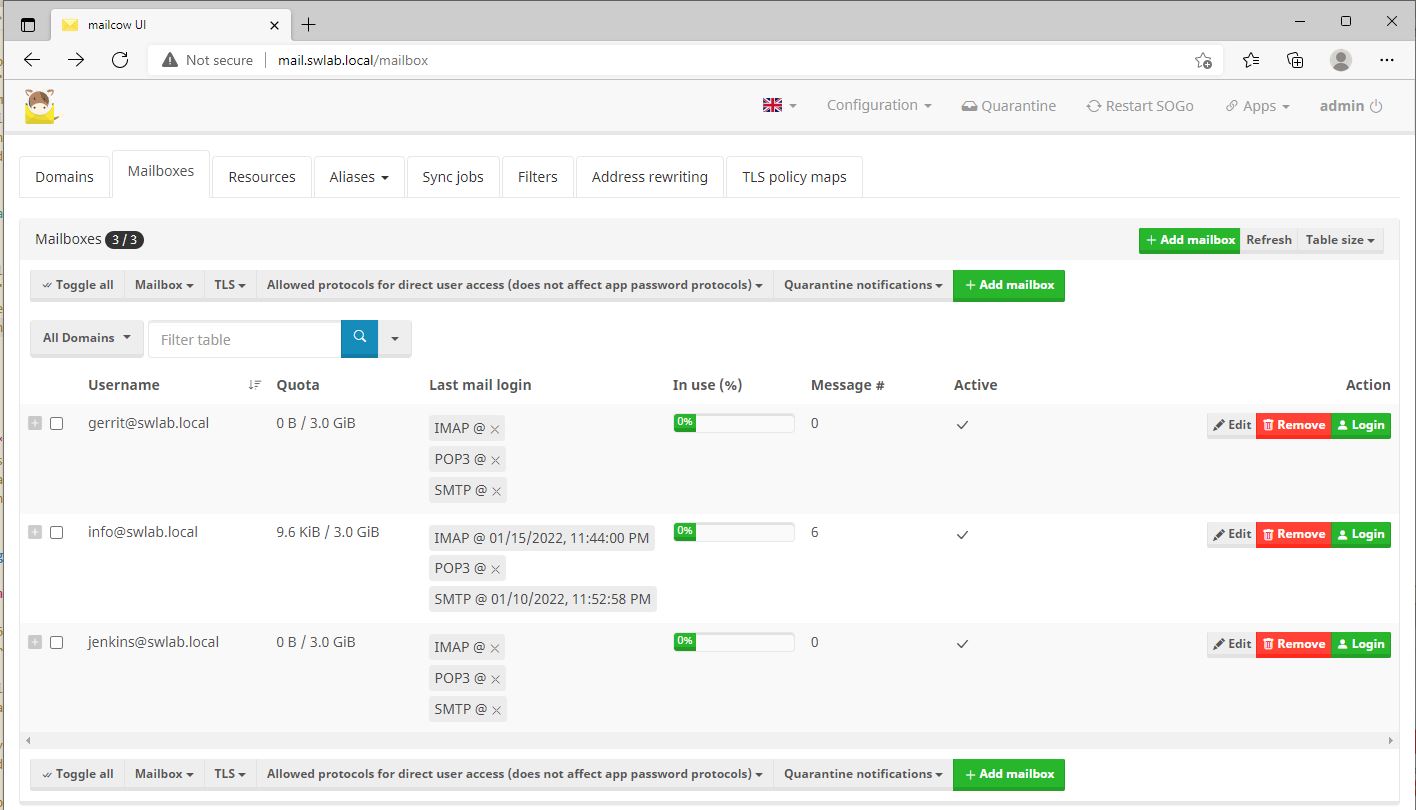 mailcow UI
Not secure mail.swlab.local/mailbox
Configuration Quarantine Restart SOGo Apps admin
Domains Mailboxes Resources Aliases Sync jobs Filters Address rewriting TLS policy maps
Mailboxes 3 / 3 + Add mailbox Refresh Table size
Toggle all Mailbox TLS Allowed protocols for direct user access (does not affect app password protocols) Quarantine notifications + Add mailbox
All Domains Filter table
Username Quota Last mail login In use (%) Message # Active Action
gerrit@swlab.local 0 B / 3.0 GiB IMAP @ 0% 0 Edit Remove Login
POP3 @
SMTP @
info@swlab.local 9.6 KiB / 3.0 GiB IMAP @ 01/15/2022, 11:44:00 PM 0% 6 Edit Remove Login
POP3 @
SMTP @ 01/10/2022, 11:52:58 PM
jenkins@swlab.local 0 B / 3.0 GiB IMAP @ 0% 0 Edit Remove Login
POP3 @
SMTP @
Toggle all Mailbox TLS Allowed protocols for direct user access (does not affect app password protocols) Quarantine notifications + Add mailbox